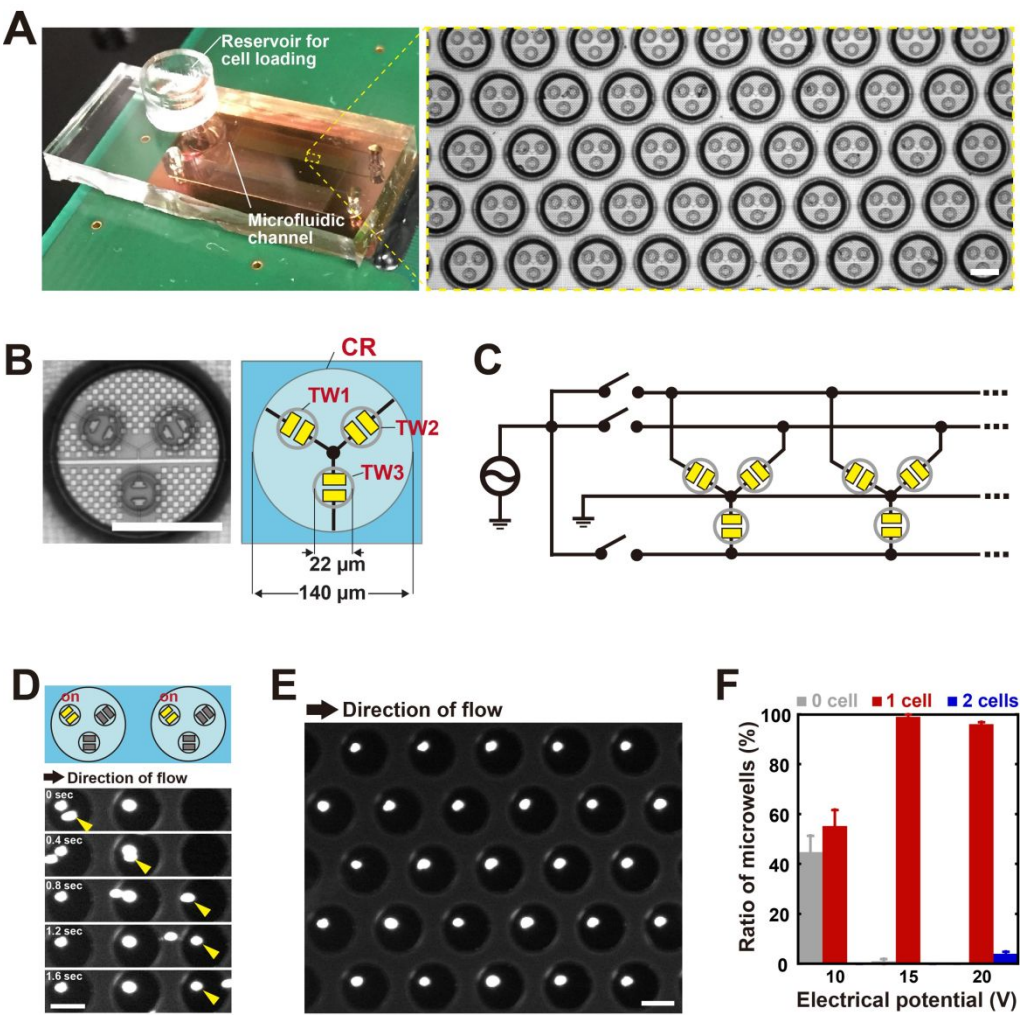 A
Reservoir for
cell loading
Microfluidic
channel
B
CR
TW1
TW2
TW3
22 µm
140 µm
C
D
on
on
Direction of flow
0 sec
0.4 sec
0.8 sec
1.2 sec
1.6 sec
E
Direction of flow
F
0 cell 1 cell 2 cells
Ratio of microwells (%)
100
80
60
40
20
0
10 15 20
Electrical potential (V)